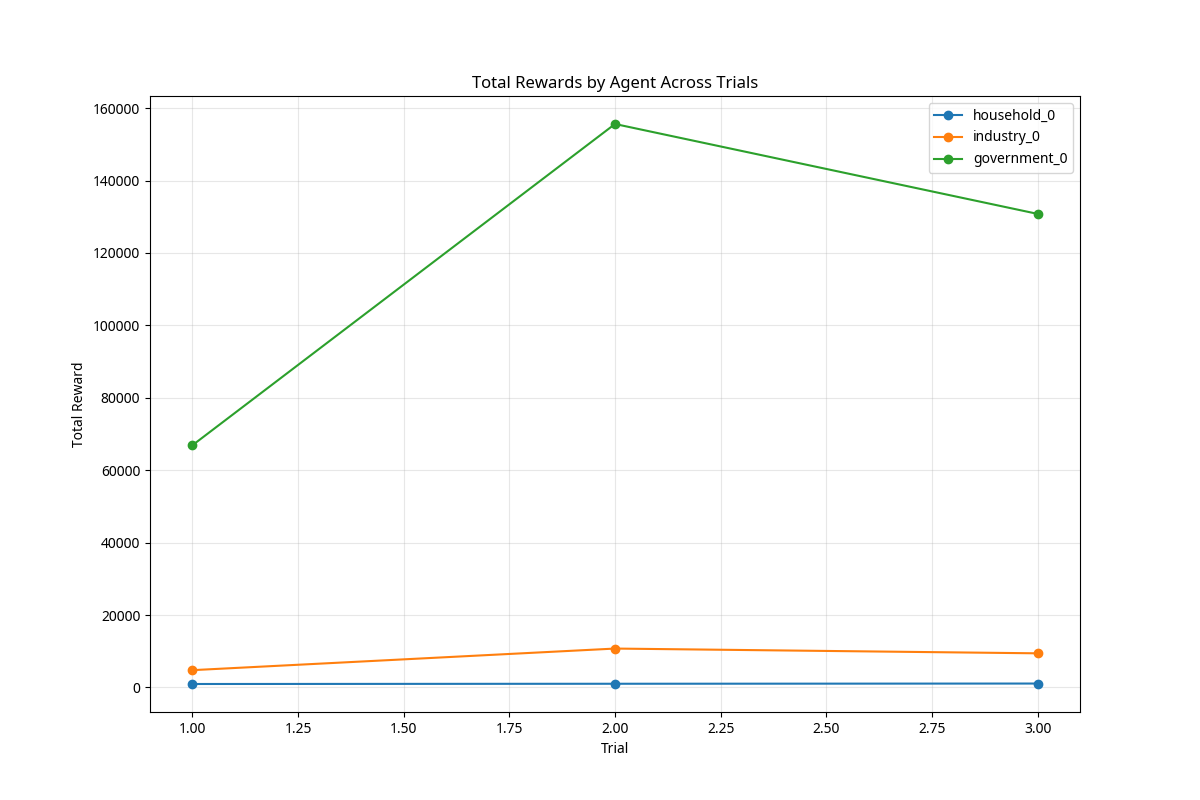 Total Rewards by Agent Across Trials
160000
140000
120000
100000
80000
60000
40000
20000
0
Total Reward
household_0
industry_0
government_0
1.00 1.25 1.50 1.75 2.00 2.25 2.50 2.75 3.00
Trial